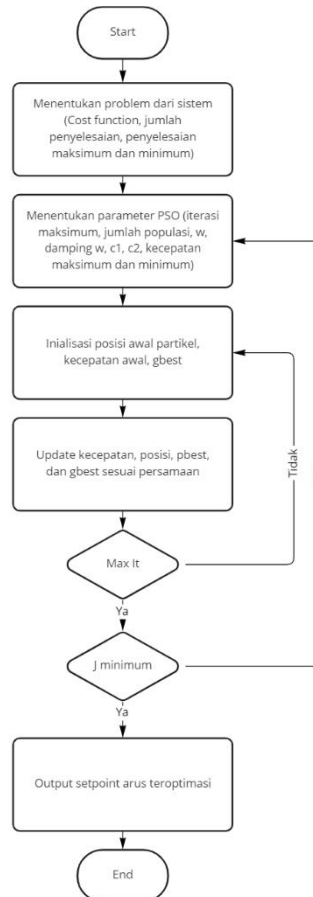 Start
Menentukan problem dari sistem
(Cost function, jumlah
penyelesaian, penyelesaian
maksimum dan minimum)
Menentukan parameter PSO (iterasi
maksimum, jumlah populasi, w,
damping w, c1, c2, kecepatan
maksimum dan minimum)
Inialisasi posisi awal partikel,
kecepatan awal, gbest
Update kecepatan, posisi, pbest,
dan gbest sesuai persamaan
Tidak
Max It
Ya
J minimum
Ya
Output setpoint arus teroptimasi
End